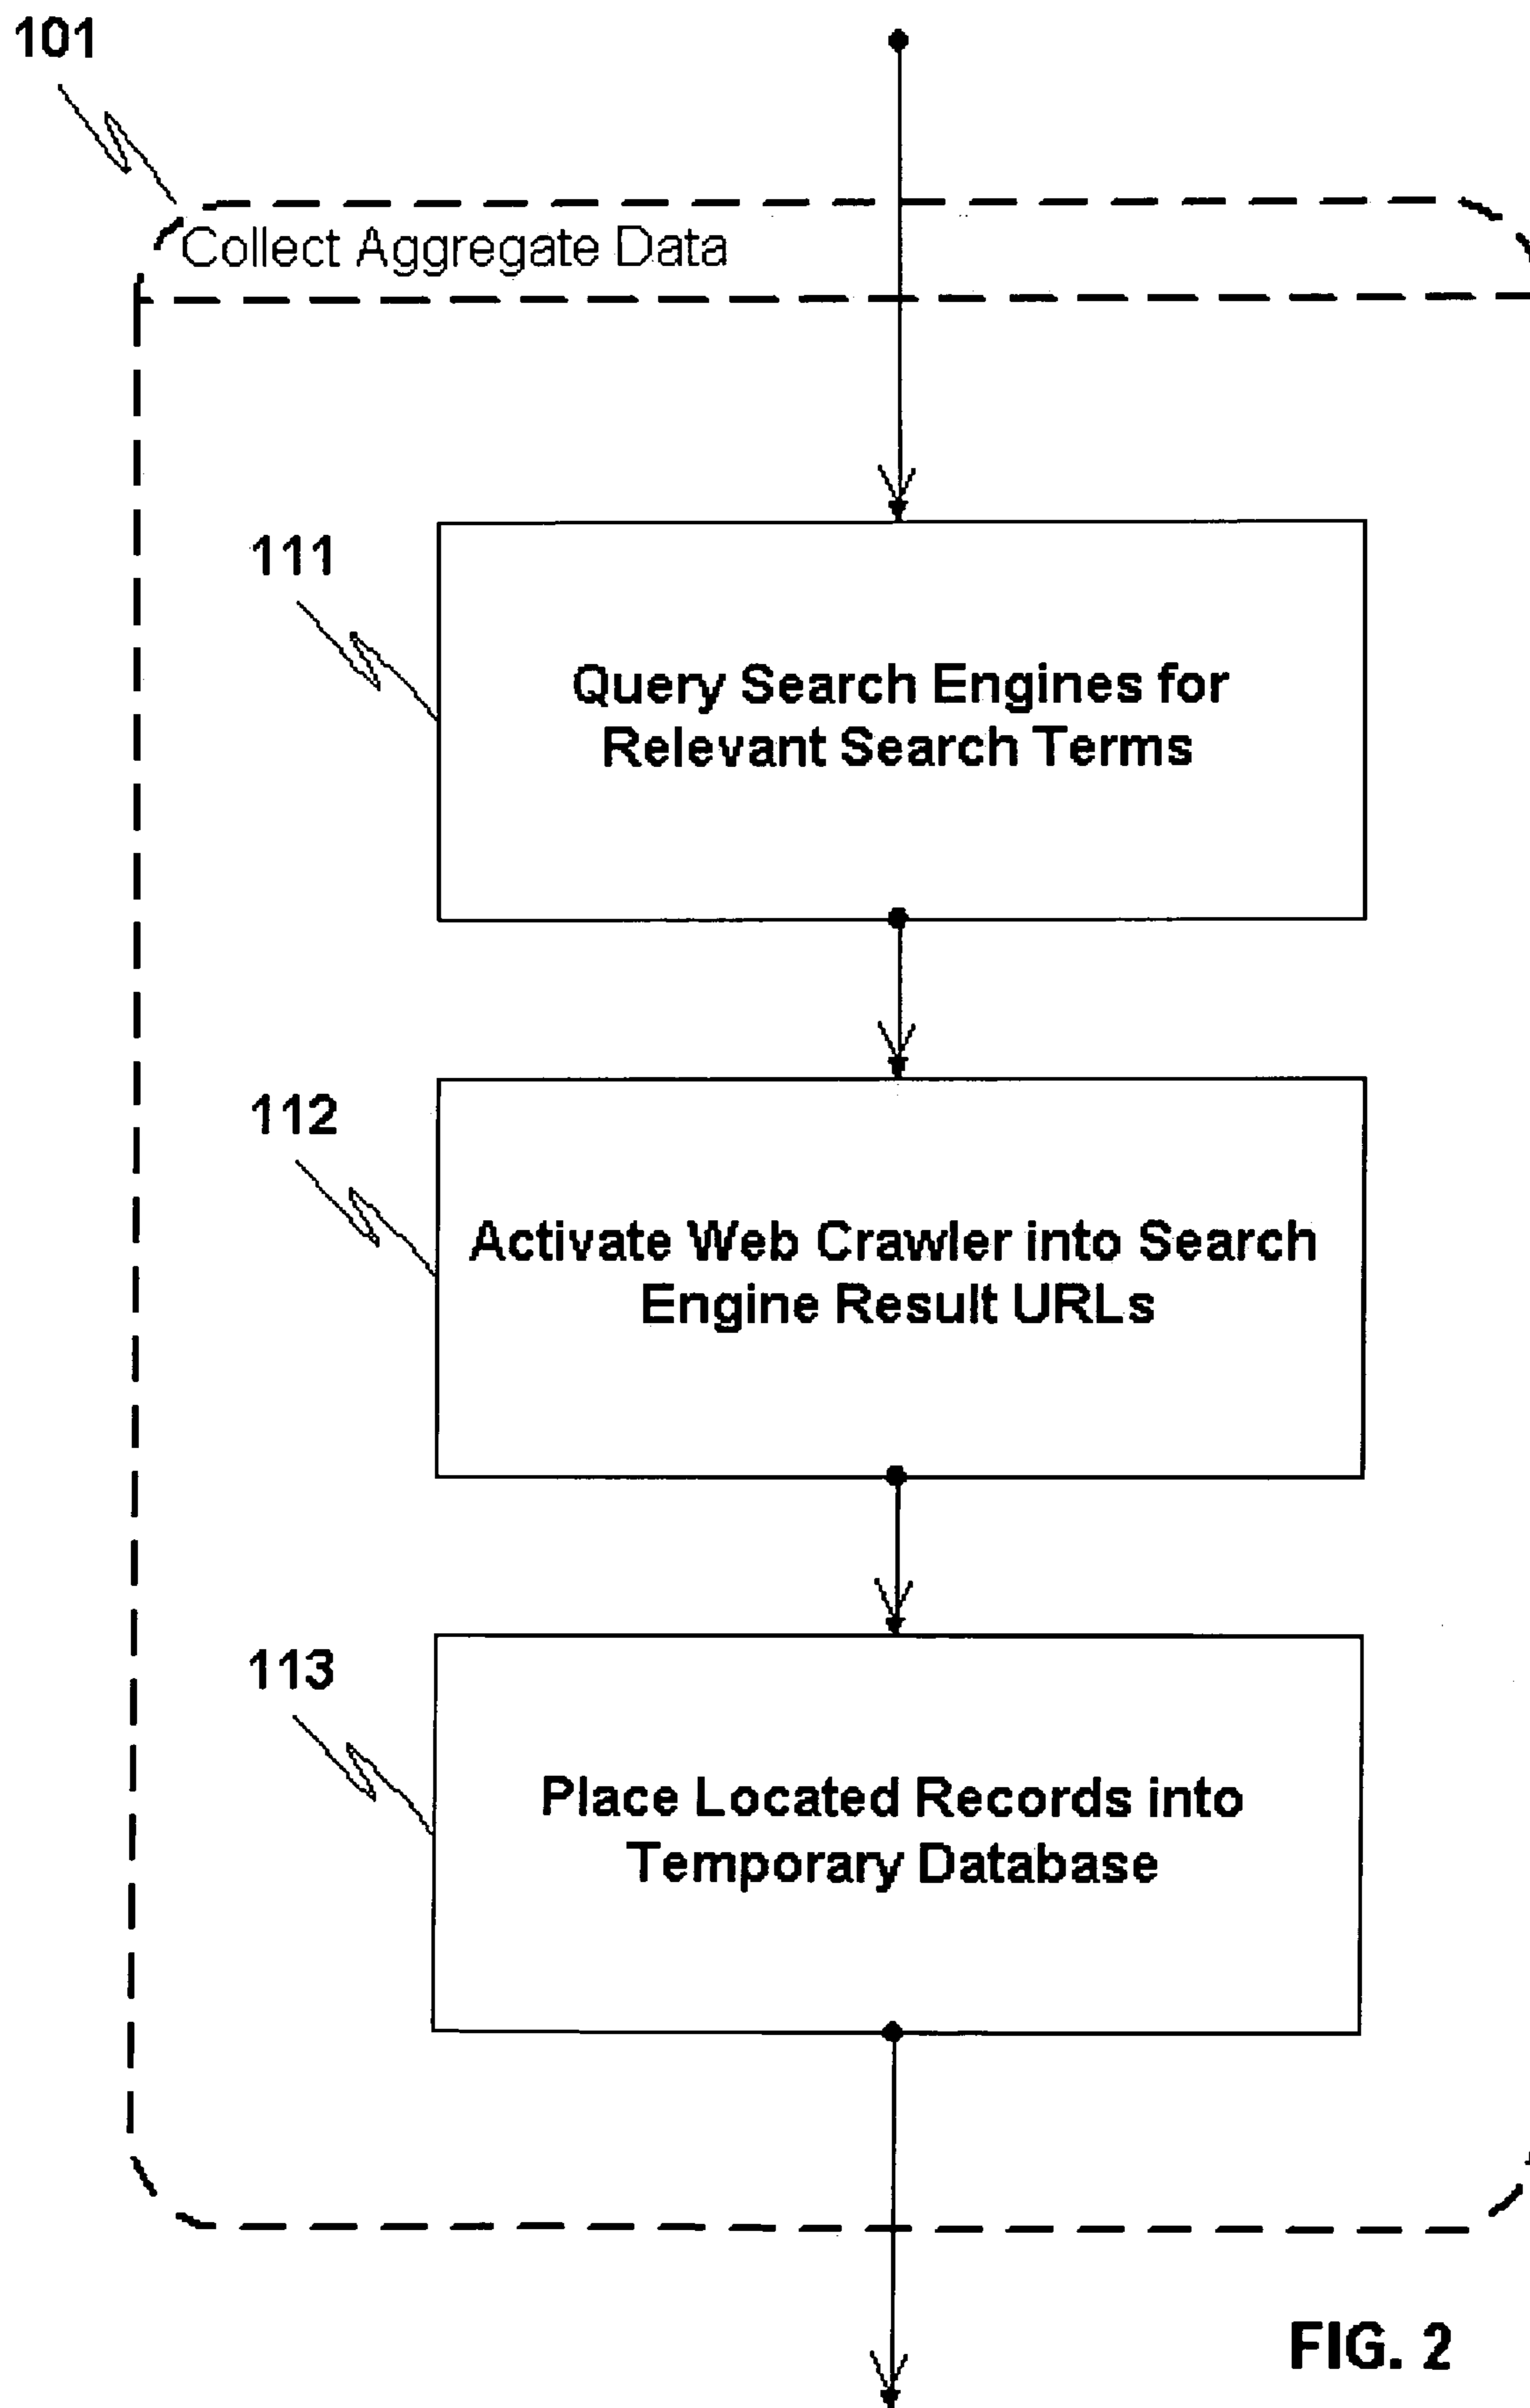 101
Collect Aggregate Data
111
Query Search Engines for
Relevant Search Terms
112
Activate Web Crawler into Search
Engine Result URLs
113
Place Located Records into
Temporary Database
FIG. 2